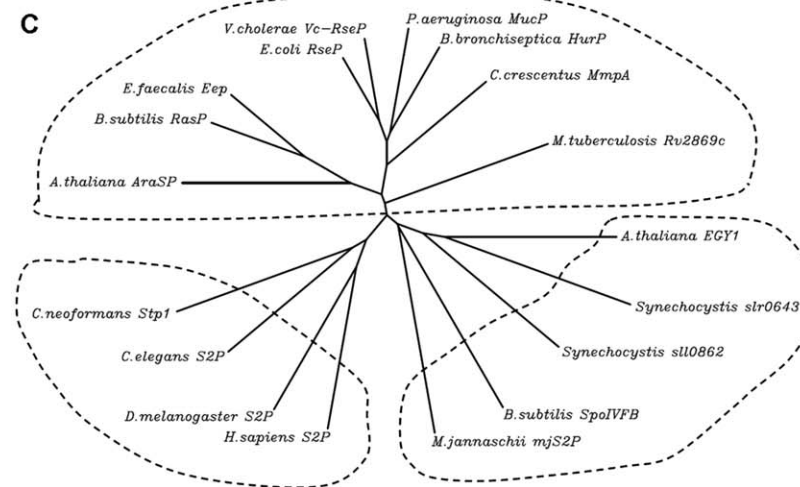 C
P.aeruginosa MucP
V.cholerae Vc-RseP
B.bronchiseptica HurP
E.coli RseP
C.crescentus MmpA
E.faecalis Eep
B.subtilis RasP
M.tuberculosis Rv2869c
A.thaliana AraSP
A.thaliana EGY1
C.neoformans Stp1
Synechocystis slr0643
C.elegans S2P
Synechocystis sll0862
D.melanogaster S2P
B.subtilis SpoIVFB
H.sapiens S2P
M.jannaschii mjS2P